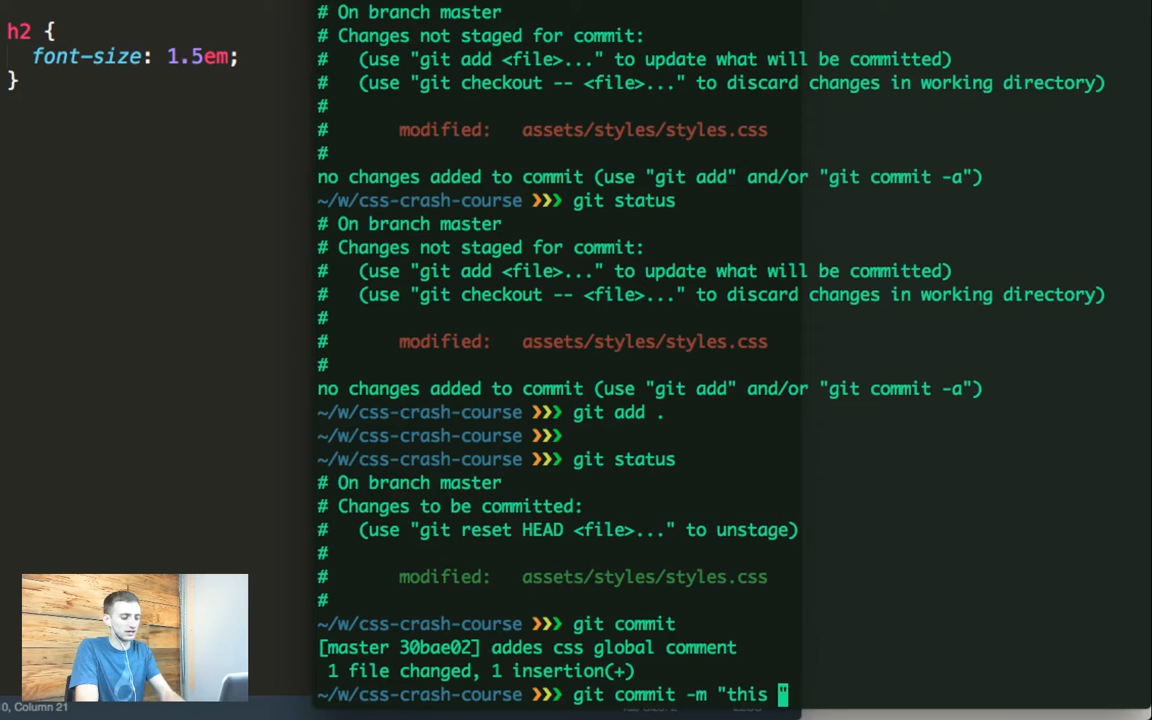 h2 {
font-size: 1.5em;
}
# On branch master
# Changes not staged for commit:
#   (use "git add <file>..." to update what will be committed)
#   (use "git checkout -- <file>..." to discard changes in working directory)
#
#       modified:   assets/styles/styles.css
#
no changes added to commit (use "git add" and/or "git commit -a")
~/w/css-crash-course ❯❯❯ git status
# On branch master
# Changes not staged for commit:
#   (use "git add <file>..." to update what will be committed)
#   (use "git checkout -- <file>..." to discard changes in working directory)
#
#       modified:   assets/styles/styles.css
#
no changes added to commit (use "git add" and/or "git commit -a")
~/w/css-crash-course ❯❯❯ git add .
~/w/css-crash-course ❯❯❯
~/w/css-crash-course ❯❯❯ git status
# On branch master
# Changes to be committed:
#   (use "git reset HEAD <file>..." to unstage)
#
#       modified:   assets/styles/styles.css
#
~/w/css-crash-course ❯❯❯ git commit
[master 30bae02] addes css global comment
1 file changed, 1 insertion(+)
~/w/css-crash-course ❯❯❯ git commit -m "this "
0, Column 21